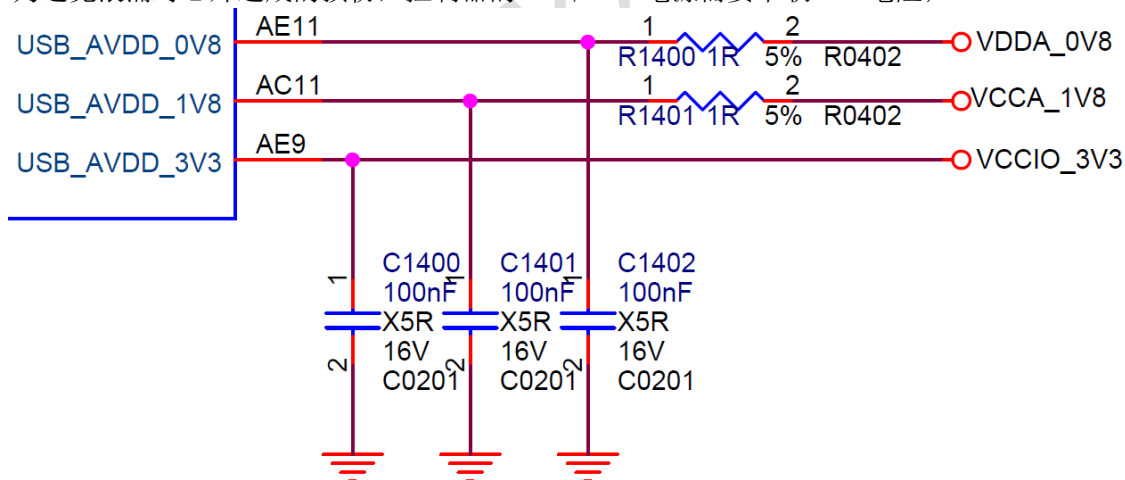 USB_AVDD_0V8 AE11 1 2 VDDA_0V8
R1400 1R 5% R0402
USB_AVDD_1V8 AC11 1 2 VCCA_1V8
R1401 1R 5% R0402
USB_AVDD_3V3 AE9 VCCIO_3V3
C1400 C1401 C1402
1 1 1
100nF 100nF 100nF
X5R X5R X5R
16V 16V 16V
2 2 2
C0201 C0201 C0201